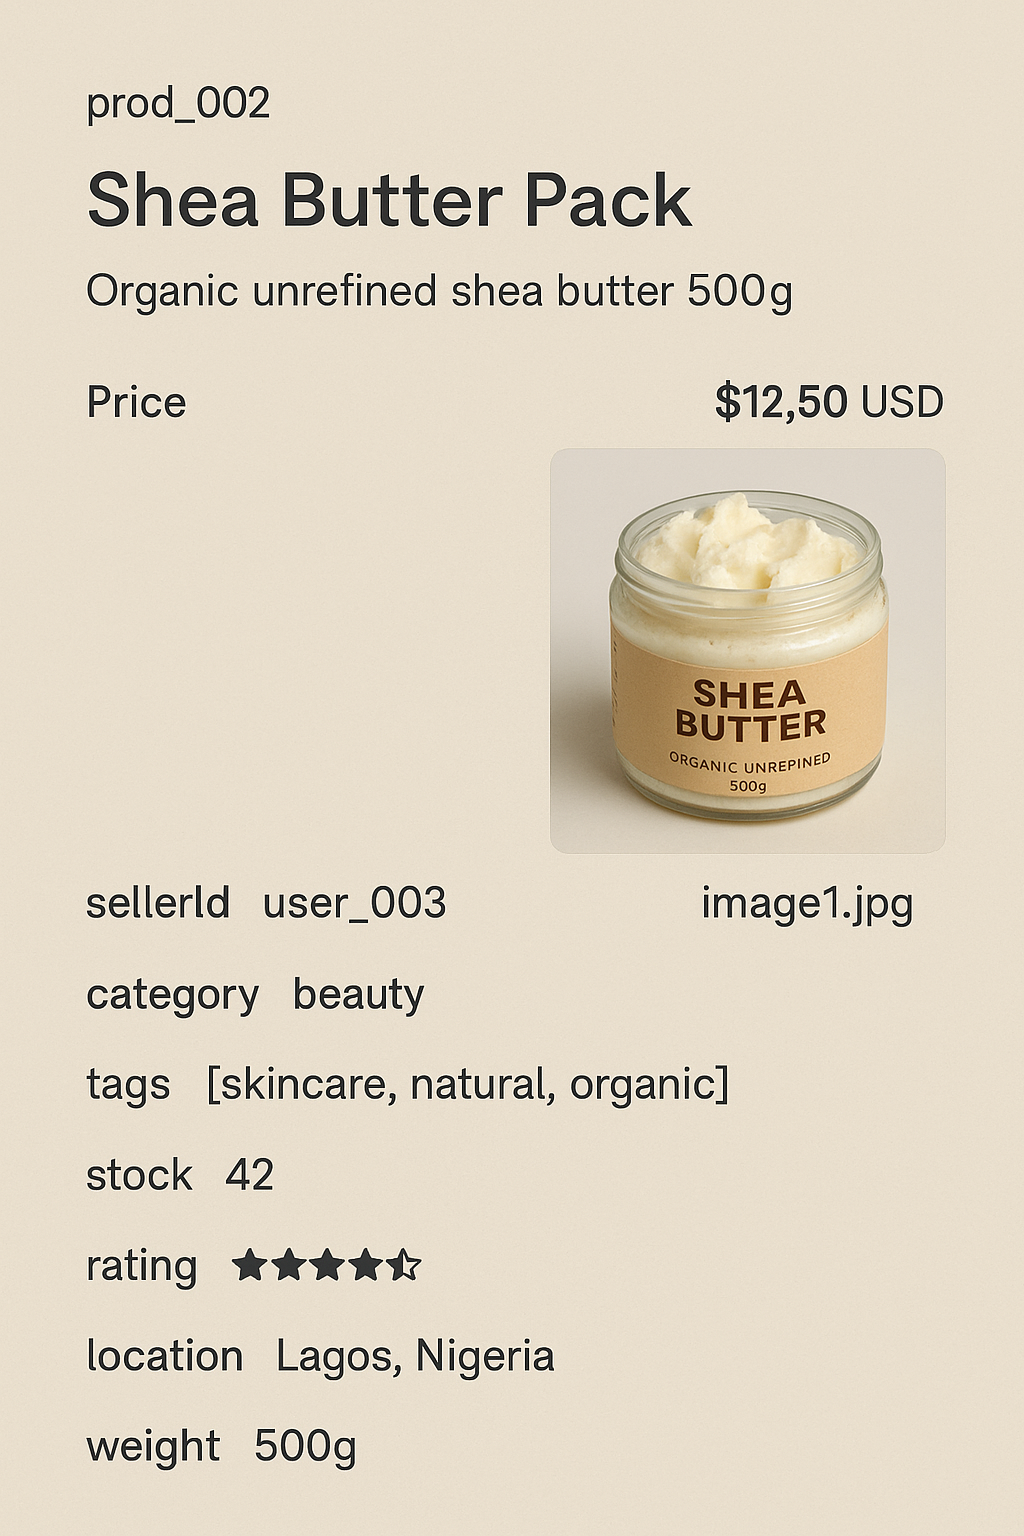 prod_002
Shea Butter Pack
Organic unrefined shea butter 500g
Price $12,50 USD
SHEA
BUTTER
ORGANIC UNREPINED
500g
sellerId user_003 image1.jpg
category beauty
tags [skincare, natural, organic]
stock 42
rating ★★★★⯪
location Lagos, Nigeria
weight 500g